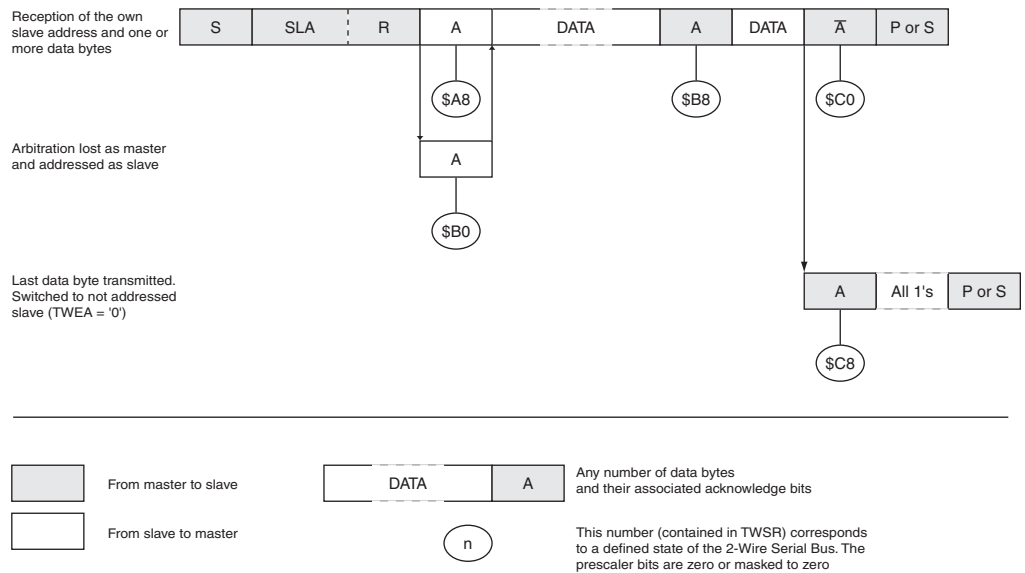 Reception of the own
slave address and one or
more data bytes
S SLA R A DATA A DATA A̅ P or S
$A8 $B8 $C0
Arbitration lost as master
and addressed as slave
A
$B0
Last data byte transmitted.
Switched to not addressed
slave (TWEA = '0')
A All 1's P or S
$C8
From master to slave
DATA A
Any number of data bytes
and their associated acknowledge bits
From slave to master
n
This number (contained in TWSR) corresponds
to a defined state of the 2-Wire Serial Bus. The
prescaler bits are zero or masked to zero